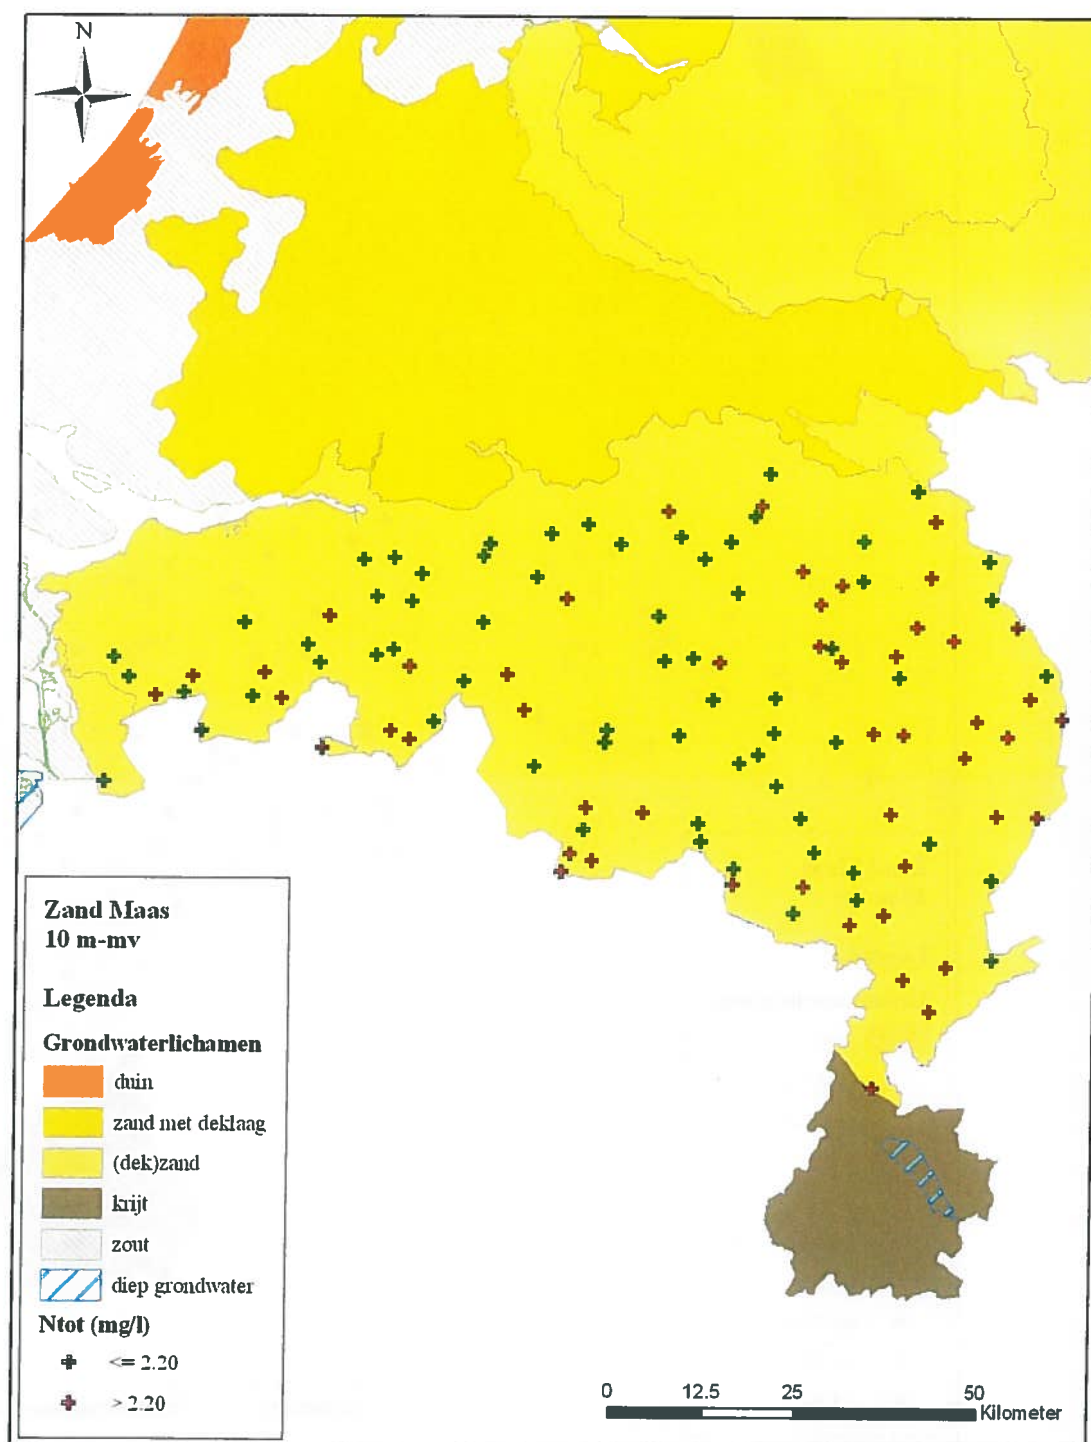 N
Zand Maas
10 m-mv
Legenda
Grondwaterlichamen
duin
zand met deklaag
(dek)zand
krijt
zout
diep grondwater
Ntot (mg/l)
<= 2.20
> 2.20
0 12.5 25 50
Kilometer